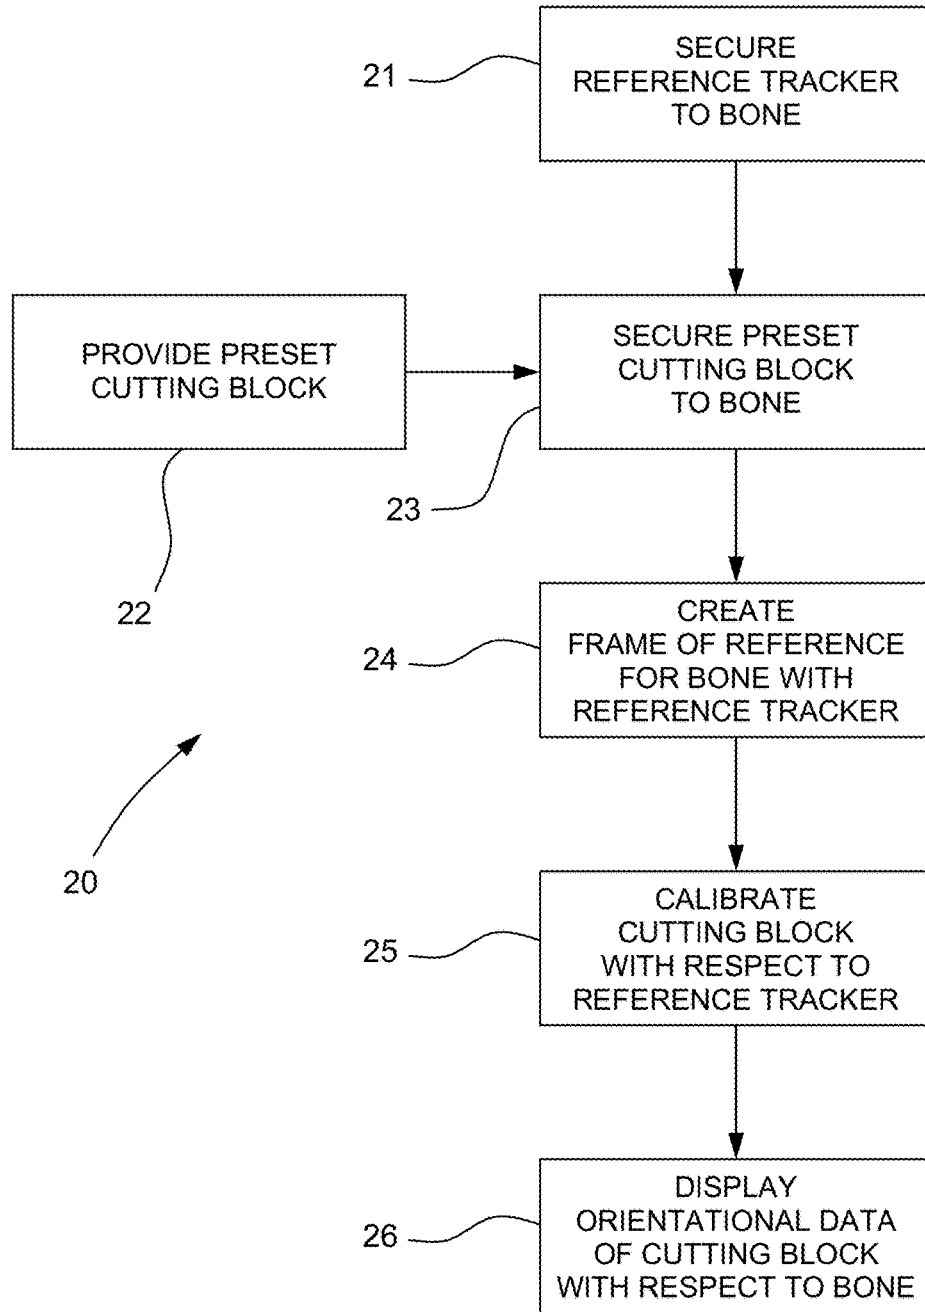 21
SECURE
REFERENCE TRACKER
TO BONE
PROVIDE PRESET
CUTTING BLOCK
22
SECURE PRESET
CUTTING BLOCK
TO BONE
23
24
CREATE
FRAME OF REFERENCE
FOR BONE WITH
REFERENCE TRACKER
20
25
CALIBRATE
CUTTING BLOCK
WITH RESPECT TO
REFERENCE TRACKER
26
DISPLAY
ORIENTATIONAL DATA
OF CUTTING BLOCK
WITH RESPECT TO BONE